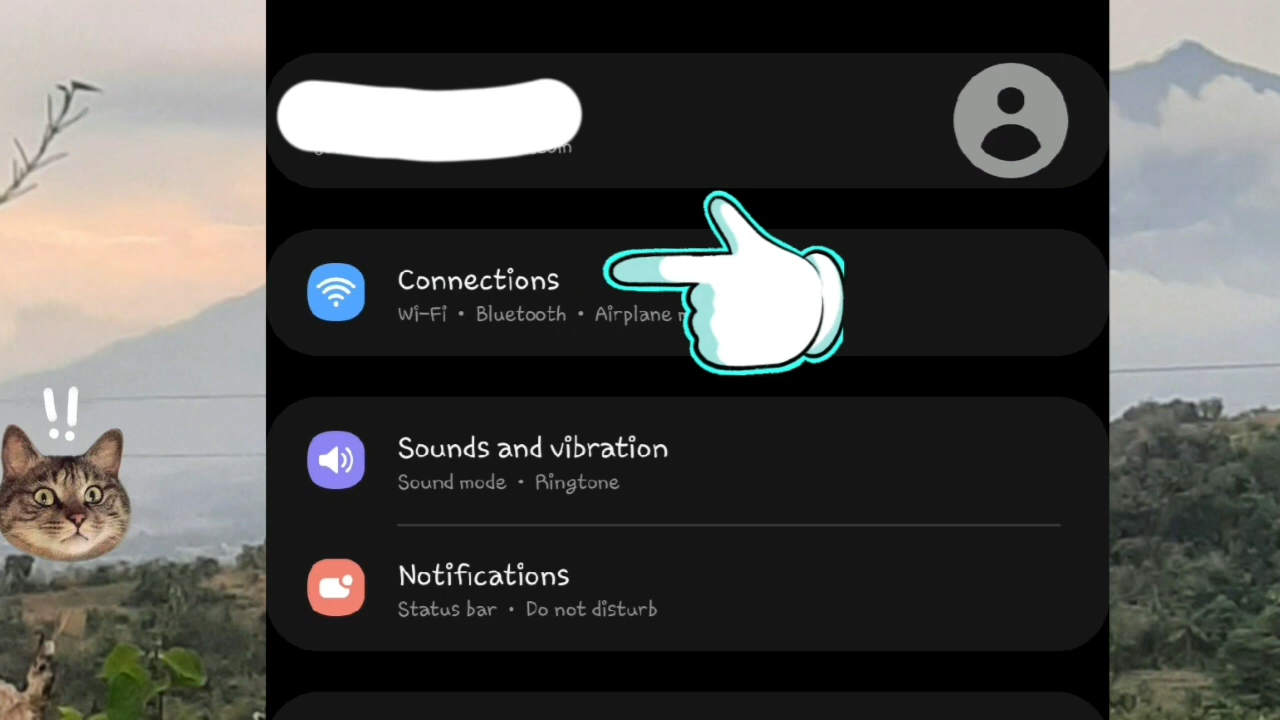 Connections
Wi-Fi • Bluetooth • Airplane
Sounds and vibration
Sound mode • Ringtone
Notifications
Status bar • Do not disturb
!!